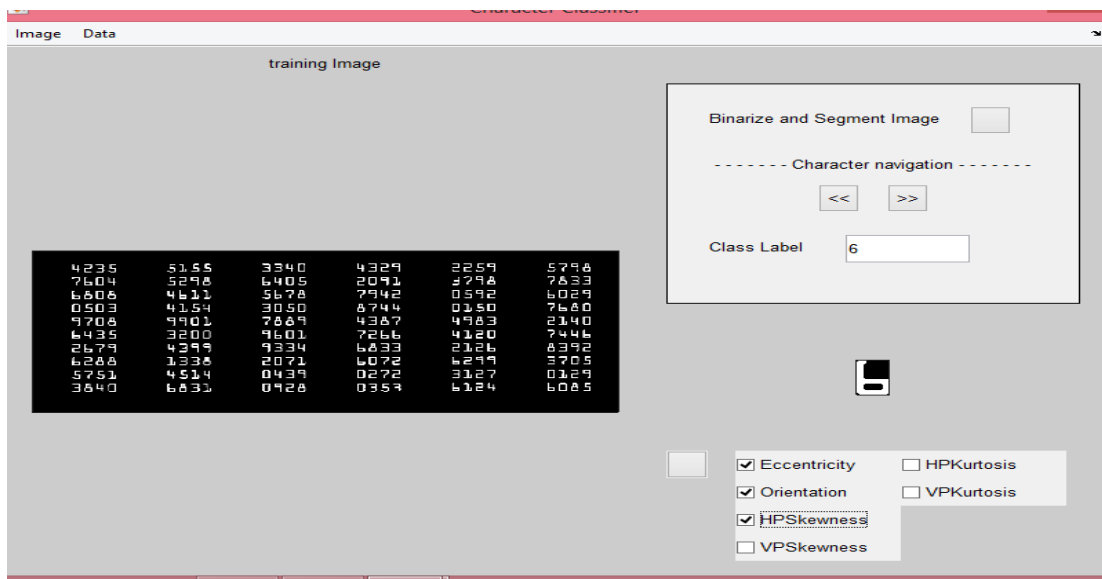 Character Classifier
Image Data
training Image
Binarize and Segment Image
- - - - - - - Character navigation - - - - - - -
<< >>
Class Label 6
4235 5155 3340 4329 2259 5798
7604 5298 6405 2091 3798 7833
6808 4611 5678 7942 0592 6029
0503 4154 3050 8744 0150 7680
9708 9901 7889 4387 4983 2140
6435 3200 9601 7266 4120 7446
2679 4399 9334 6833 2126 8392
6288 1338 2071 6072 6299 3705
5751 4514 0439 0272 3127 0129
3840 6831 0928 0353 6124 6085
Eccentricity HPKurtosis
Orientation VPKurtosis
HPSkewness
VPSkewness